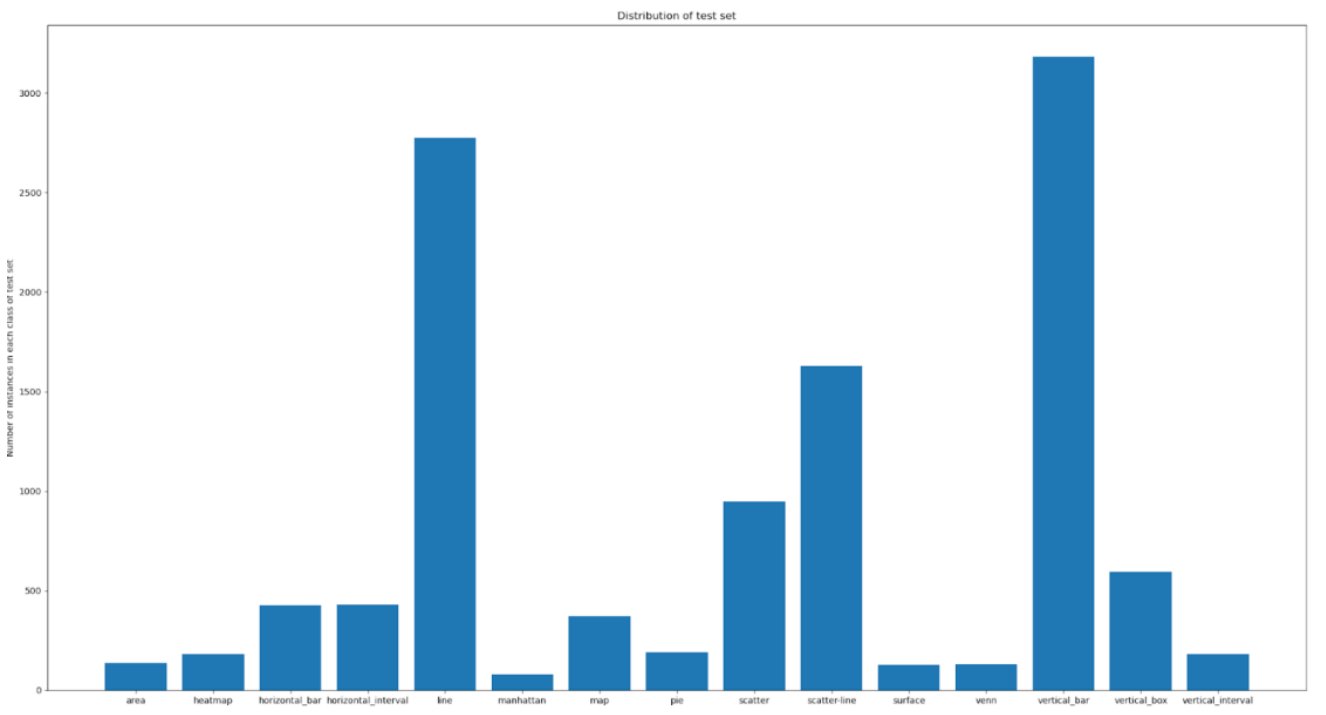 Distribution of test set
Number of instances in each class of test set
3000
2500
2000
1500
1000
500
0
area heatmap horizontal_bar horizontal_interval line manhattan map pie scatter scatter-line surface venn vertical_bar vertical_box vertical_interval